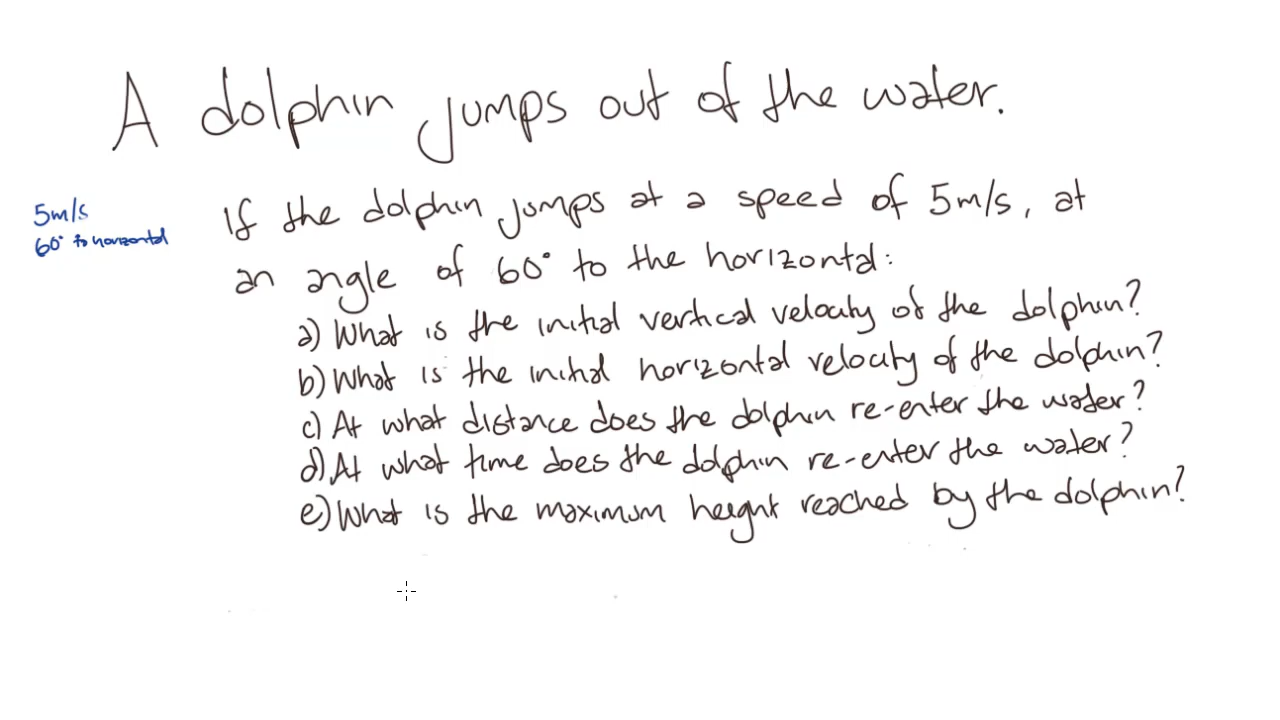 A dolphin jumps out of the water.
5m/s
60° to horizontal
If the dolphin jumps at a speed of 5m/s, at
an angle of 60° to the horizontal:
a) What is the initial vertical velocity of the dolphin?
b) What is the initial horizontal velocity of the dolphin?
c) At what distance does the dolphin re-enter the water?
d) At what time does the dolphin re-enter the water?
e) What is the maximum height reached by the dolphin?